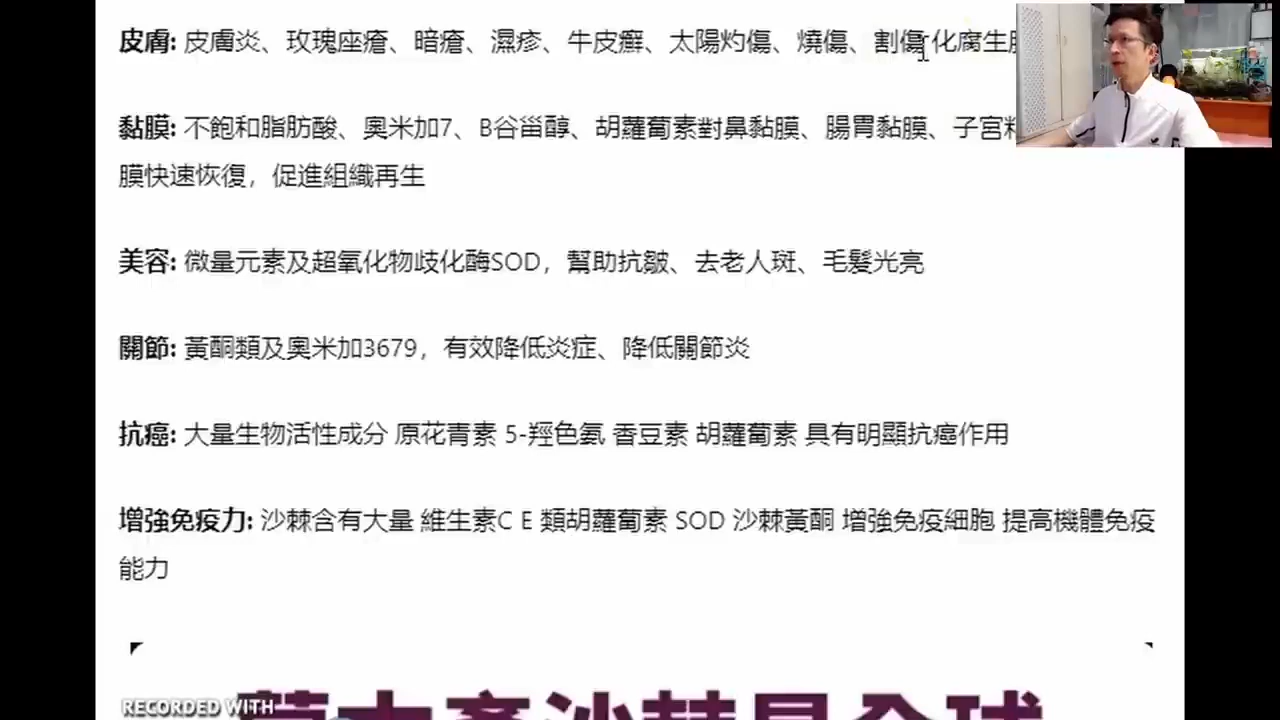 皮膚: 皮膚炎、玫瑰座瘡、暗瘡、濕疹、牛皮癬、太陽灼傷、燒傷、割傷 化腐生
黏膜: 不飽和脂肪酸、奧米加7、B谷甾醇、胡蘿蔔素對鼻黏膜、腸胃黏膜、子宮
膜快速恢復，促進組織再生
美容: 微量元素及超氧化物歧化酶SOD，幫助抗皺、去老人斑、毛髮光亮
關節: 黃酮類及奧米加3679，有效降低炎症、降低關節炎
抗癌: 大量生物活性成分 原花青素 5-羥色氨 香豆素 胡蘿蔔素 具有明顯抗癌作用
增強免疫力: 沙棘含有大量 維生素C E 類胡蘿蔔素 SOD 沙棘黃酮 增強免疫細胞 提高機體免疫
能力
RECORDED WITH